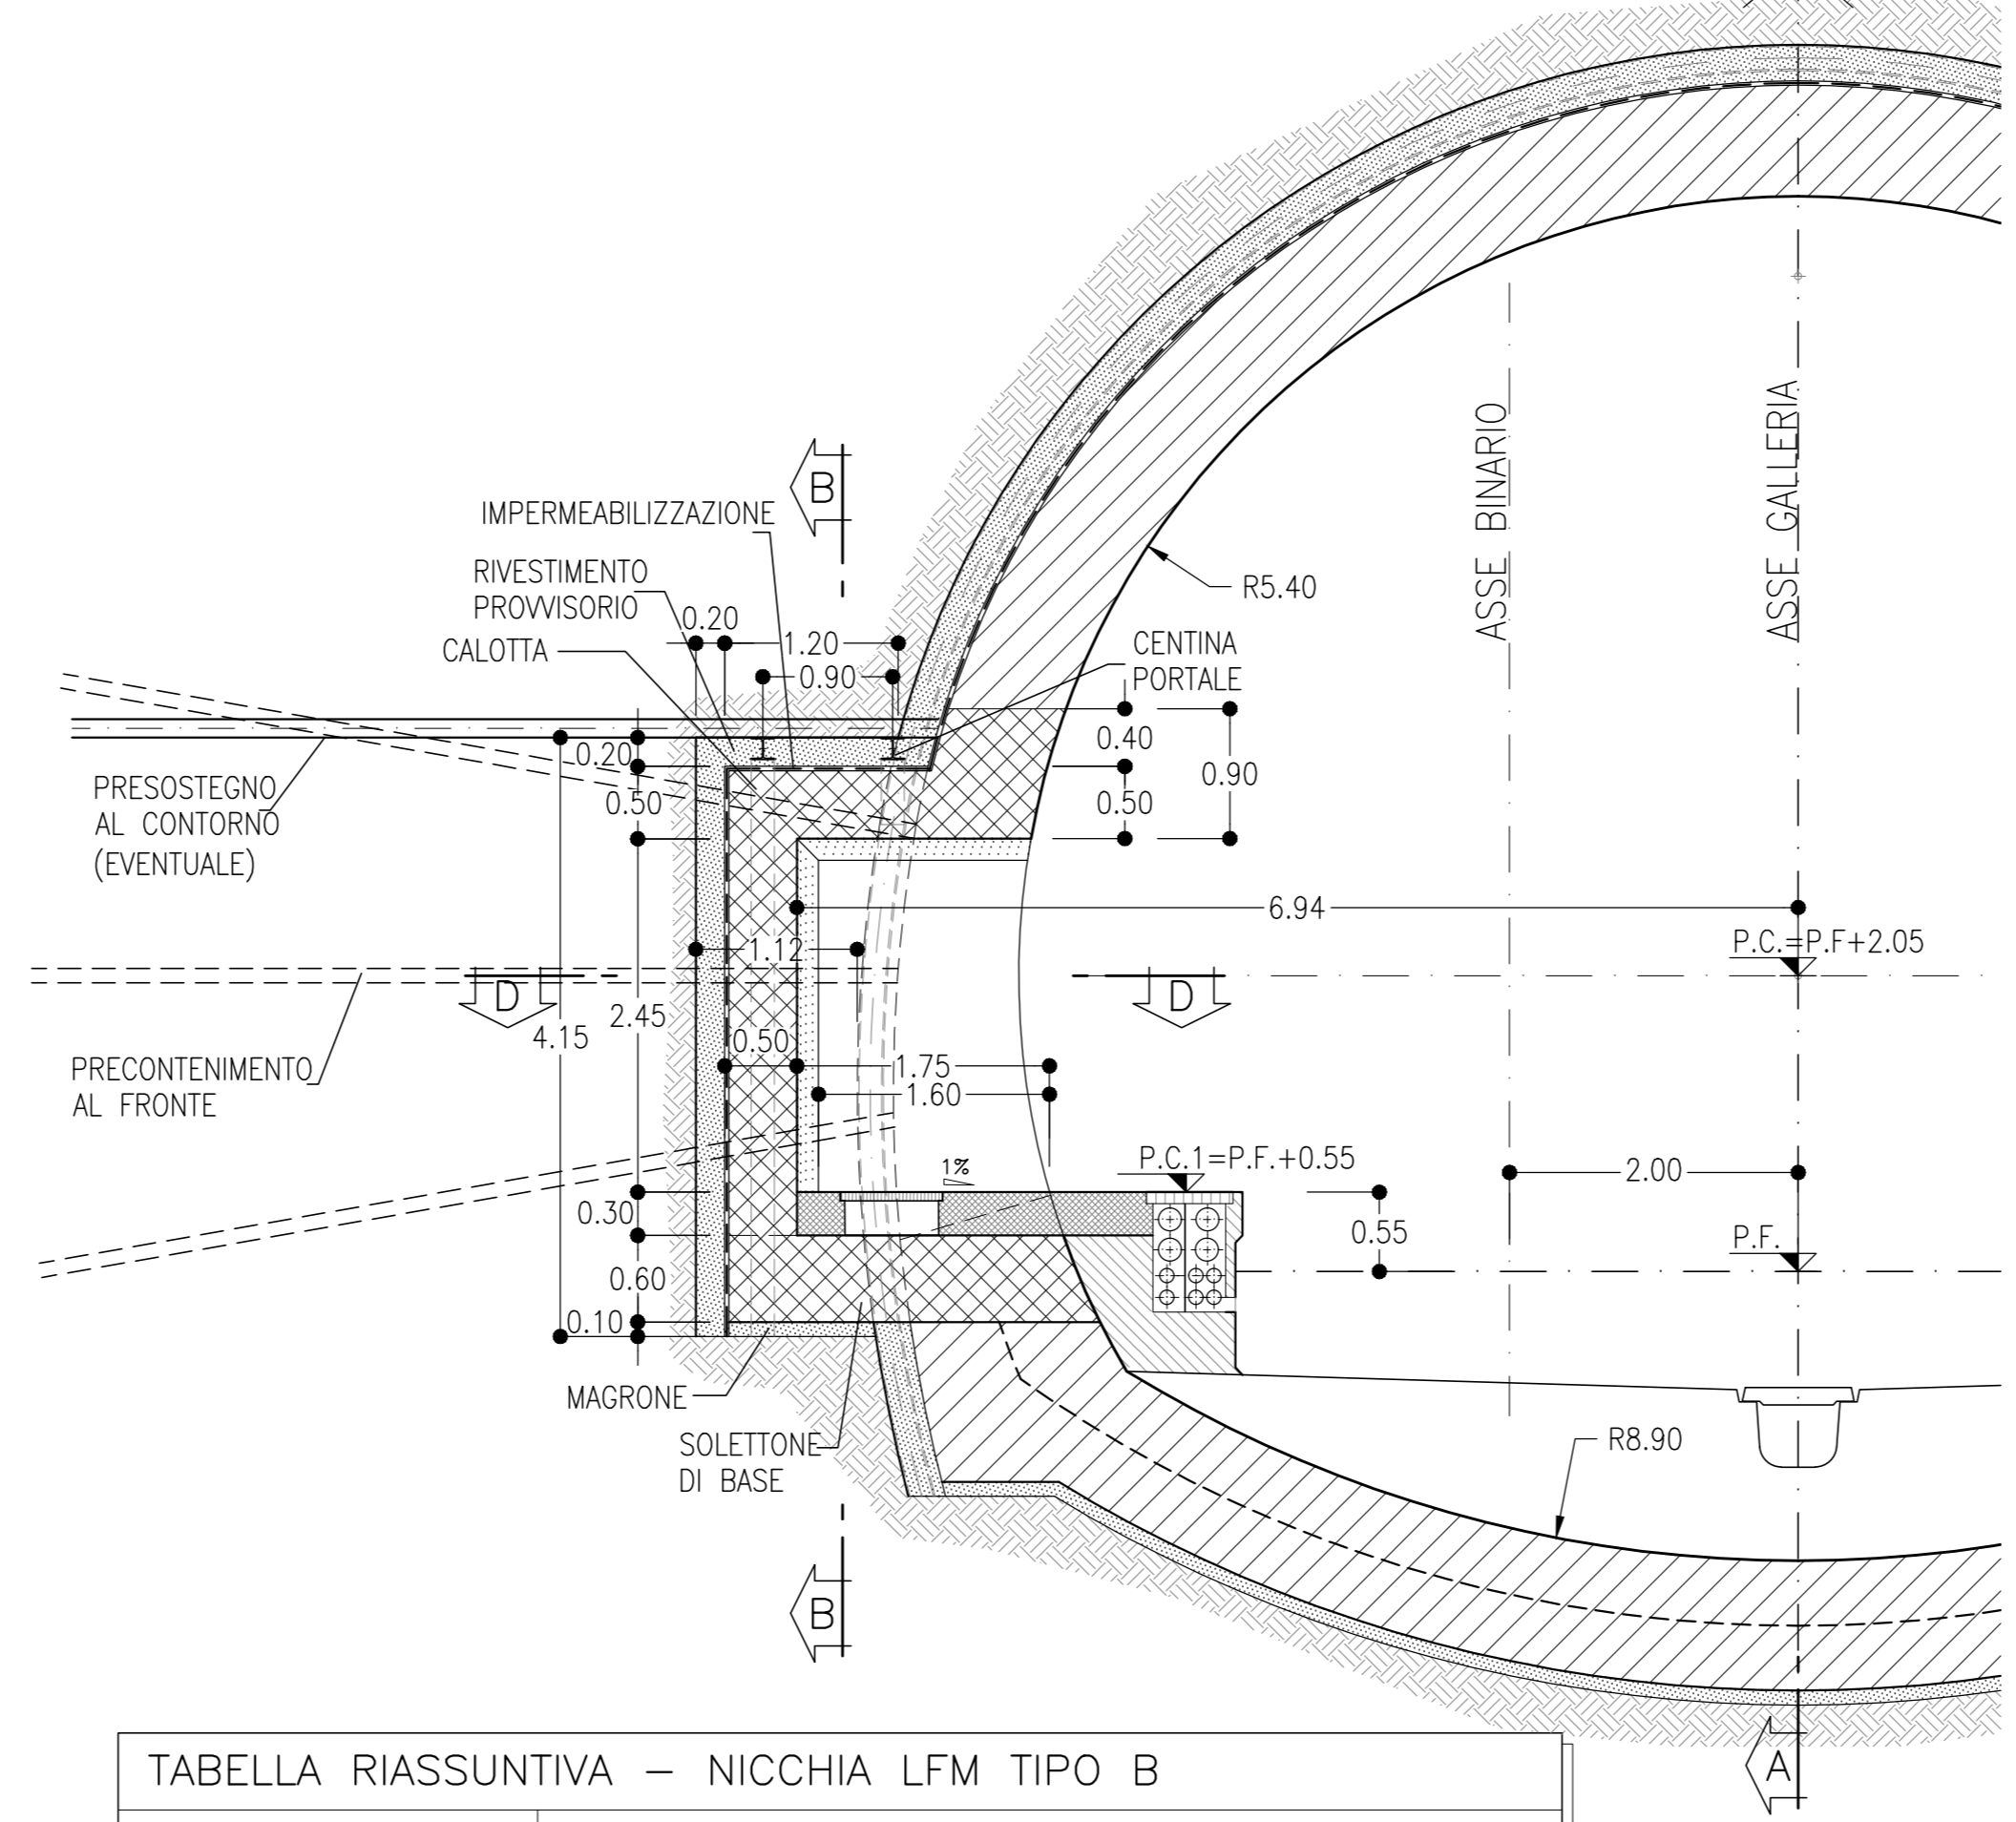 ASSE BINARIO
ASSE GALLERIA
B
IMPERMEABILIZZAZIONE
RIVESTIMENTO
PROVVISORIO
R5.40
0.20
1.20
CALOTTA
CENTINA
PORTALE
0.90
0.20
0.40
0.90
0.50
0.50
PRESOSTEGNO
AL CONTORNO
(EVENTUALE)
6.94
P.C.=P.F+2.05
1.12
D
D
2.45
4.15
0.50
1.75
1.60
PRECONTENIMENTO
AL FRONTE
1%
P.C.1=P.F.+0.55
2.00
0.30
0.55
P.F.
0.60
0.10
MAGRONE
SOLETTONE
DI BASE
R8.90
B
A
TABELLA RIASSUNTIVA – NICCHIA LFM TIPO B